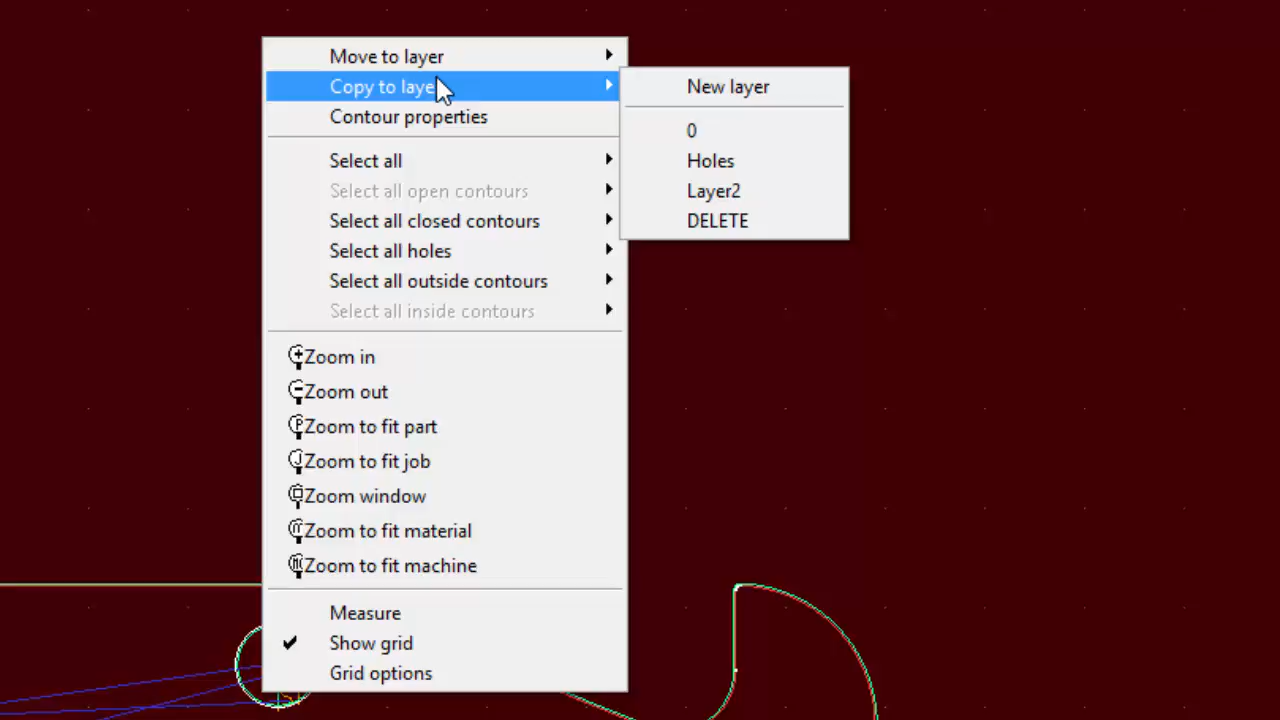 Move to layer
Copy to laye
Contour properties
Select all
Select all open contours
Select all closed contours
Select all holes
Select all outside contours
Select all inside contours
Zoom in
Zoom out
Zoom to fit part
Zoom to fit job
Zoom window
Zoom to fit material
Zoom to fit machine
Measure
Show grid
Grid options
New layer
0
Holes
Layer2
DELETE